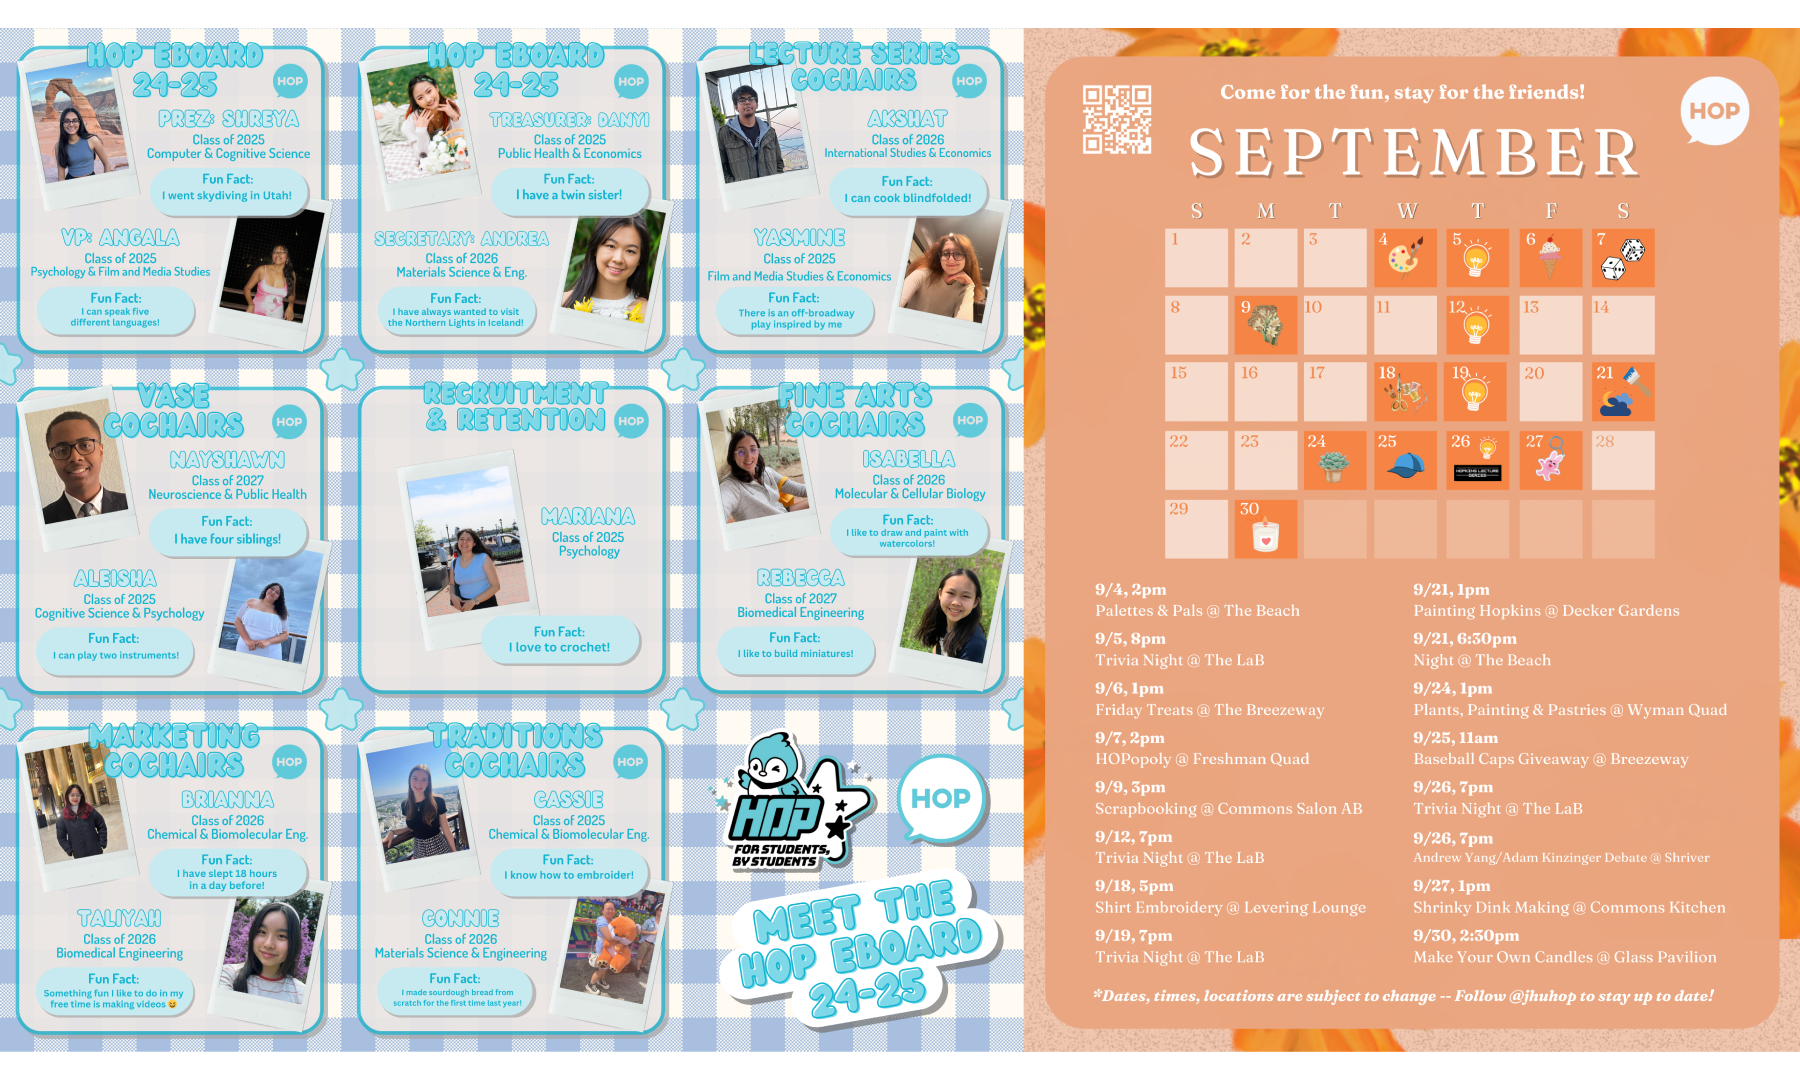 HOP EBOARD
24-25
HOP
PREZ: SHREYA
Class of 2025
Computer & Cognitive Science
Fun Fact:
I went skydiving in Utah!
VP: ANGALA
Class of 2025
Psychology & Film and Media Studies
Fun Fact:
I can speak five
different languages!
HOP EBOARD
24-25
HOP
TREASURER: DANYI
Class of 2025
Public Health & Economics
Fun Fact:
I have a twin sister!
SECRETARY: ANDREA
Class of 2026
Materials Science & Eng.
Fun Fact:
I have always wanted to visit
the Northern Lights in Iceland!
LECTURE SERIES
COCHAIRS
HOP
AKSHAT
Class of 2026
International Studies & Economics
Fun Fact:
I can cook blindfolded!
YASMINE
Class of 2025
Film and Media Studies & Economics
Fun Fact:
There is an off-broadway
play inspired by me
VASE
COCHAIRS
HOP
NAYSHAWN
Class of 2027
Neuroscience & Public Health
Fun Fact:
I have four siblings!
ALEISHA
Class of 2025
Cognitive Science & Psychology
Fun Fact:
I can play two instruments!
RECRUITMENT
& RETENTION
HOP
MARIANA
Class of 2025
Psychology
Fun Fact:
I love to crochet!
FINE ARTS
COCHAIRS
HOP
ISABELLA
Class of 2026
Molecular & Cellular Biology
Fun Fact:
I like to draw and paint with
watercolors!
REBECCA
Class of 2027
Biomedical Engineering
Fun Fact:
I like to build miniatures!
MARKETING
COCHAIRS
HOP
BRIANNA
Class of 2026
Chemical & Biomolecular Eng.
Fun Fact:
I have slept 18 hours
in a day before!
TALIYAH
Class of 2026
Biomedical Engineering
Fun Fact:
Something fun I like to do in my
free time is making videos 😆
TRADITIONS
COCHAIRS
HOP
CASSIE
Class of 2025
Chemical & Biomolecular Eng.
Fun Fact:
I know how to embroider!
CONNIE
Class of 2026
Materials Science & Engineering
Fun Fact:
I made sourdough bread from
scratch for the first time last year!
HOP
FOR STUDENTS,
BY STUDENTS
HOP
MEET THE
HOP EBOARD
24-25
Come for the fun, stay for the friends!
HOP
SEPTEMBER
S M T W T F S
1 2 3 4 5 6 7
8 9 10 11 12 13 14
15 16 17 18 19 20 21
22 23 24 25 26 27 28
HOPKINS LECTURE
SERIES
29 30
9/4, 2pm
Palettes & Pals @ The Beach
9/5, 8pm
Trivia Night @ The LaB
9/6, 1pm
Friday Treats @ The Breezeway
9/7, 2pm
HOPopoly @ Freshman Quad
9/9, 3pm
Scrapbooking @ Commons Salon AB
9/12, 7pm
Trivia Night @ The LaB
9/18, 5pm
Shirt Embroidery @ Levering Lounge
9/19, 7pm
Trivia Night @ The LaB
9/21, 1pm
Painting Hopkins @ Decker Gardens
9/21, 6:30pm
Night @ The Beach
9/24, 1pm
Plants, Painting & Pastries @ Wyman Quad
9/25, 11am
Baseball Caps Giveaway @ Breezeway
9/26, 7pm
Trivia Night @ The LaB
9/26, 7pm
Andrew Yang/Adam Kinzinger Debate @ Shriver
9/27, 1pm
Shrinky Dink Making @ Commons Kitchen
9/30, 2:30pm
Make Your Own Candles @ Glass Pavilion
*Dates, times, locations are subject to change -- Follow @jhuhop to stay up to date!